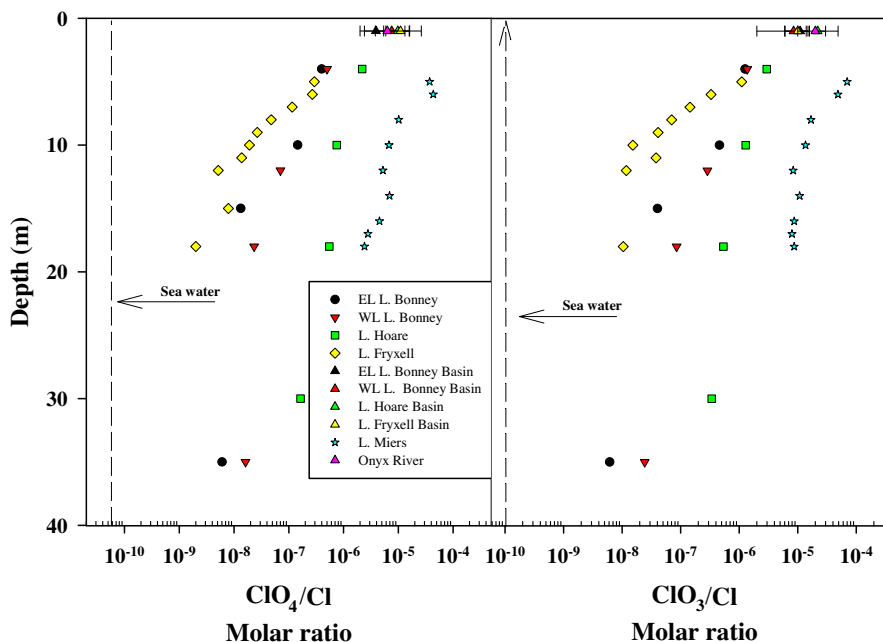 0
10
20
30
40
Depth (m)
Sea water
Sea water
EL L. Bonney
WL L. Bonney
L. Hoare
L. Fryxell
EL L. Bonney Basin
WL L. Bonney Basin
L. Hoare Basin
L. Fryxell Basin
L. Miers
Onyx River
10-10 10-9 10-8 10-7 10-6 10-5 10-4
10-10 10-9 10-8 10-7 10-6 10-5 10-4
ClO4/Cl
Molar ratio
ClO3/Cl
Molar ratio